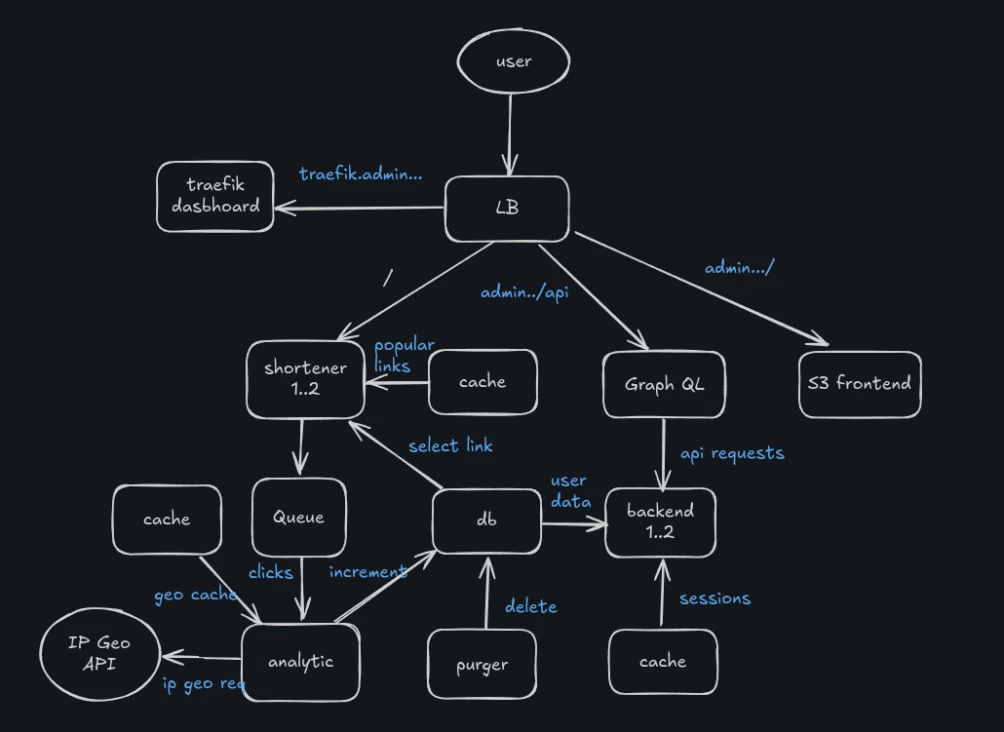 user
traefik.admin...
traefik
dasbhoard
LB
/
admin../api
admin.../
popular
links
shortener
1..2
cache
Graph QL
S3 frontend
select link
api requests
user
data
cache
Queue
db
backend
1..2
clicks
increment
geo cache
delete
sessions
IP Geo
API
analytic
purger
cache
ip geo req